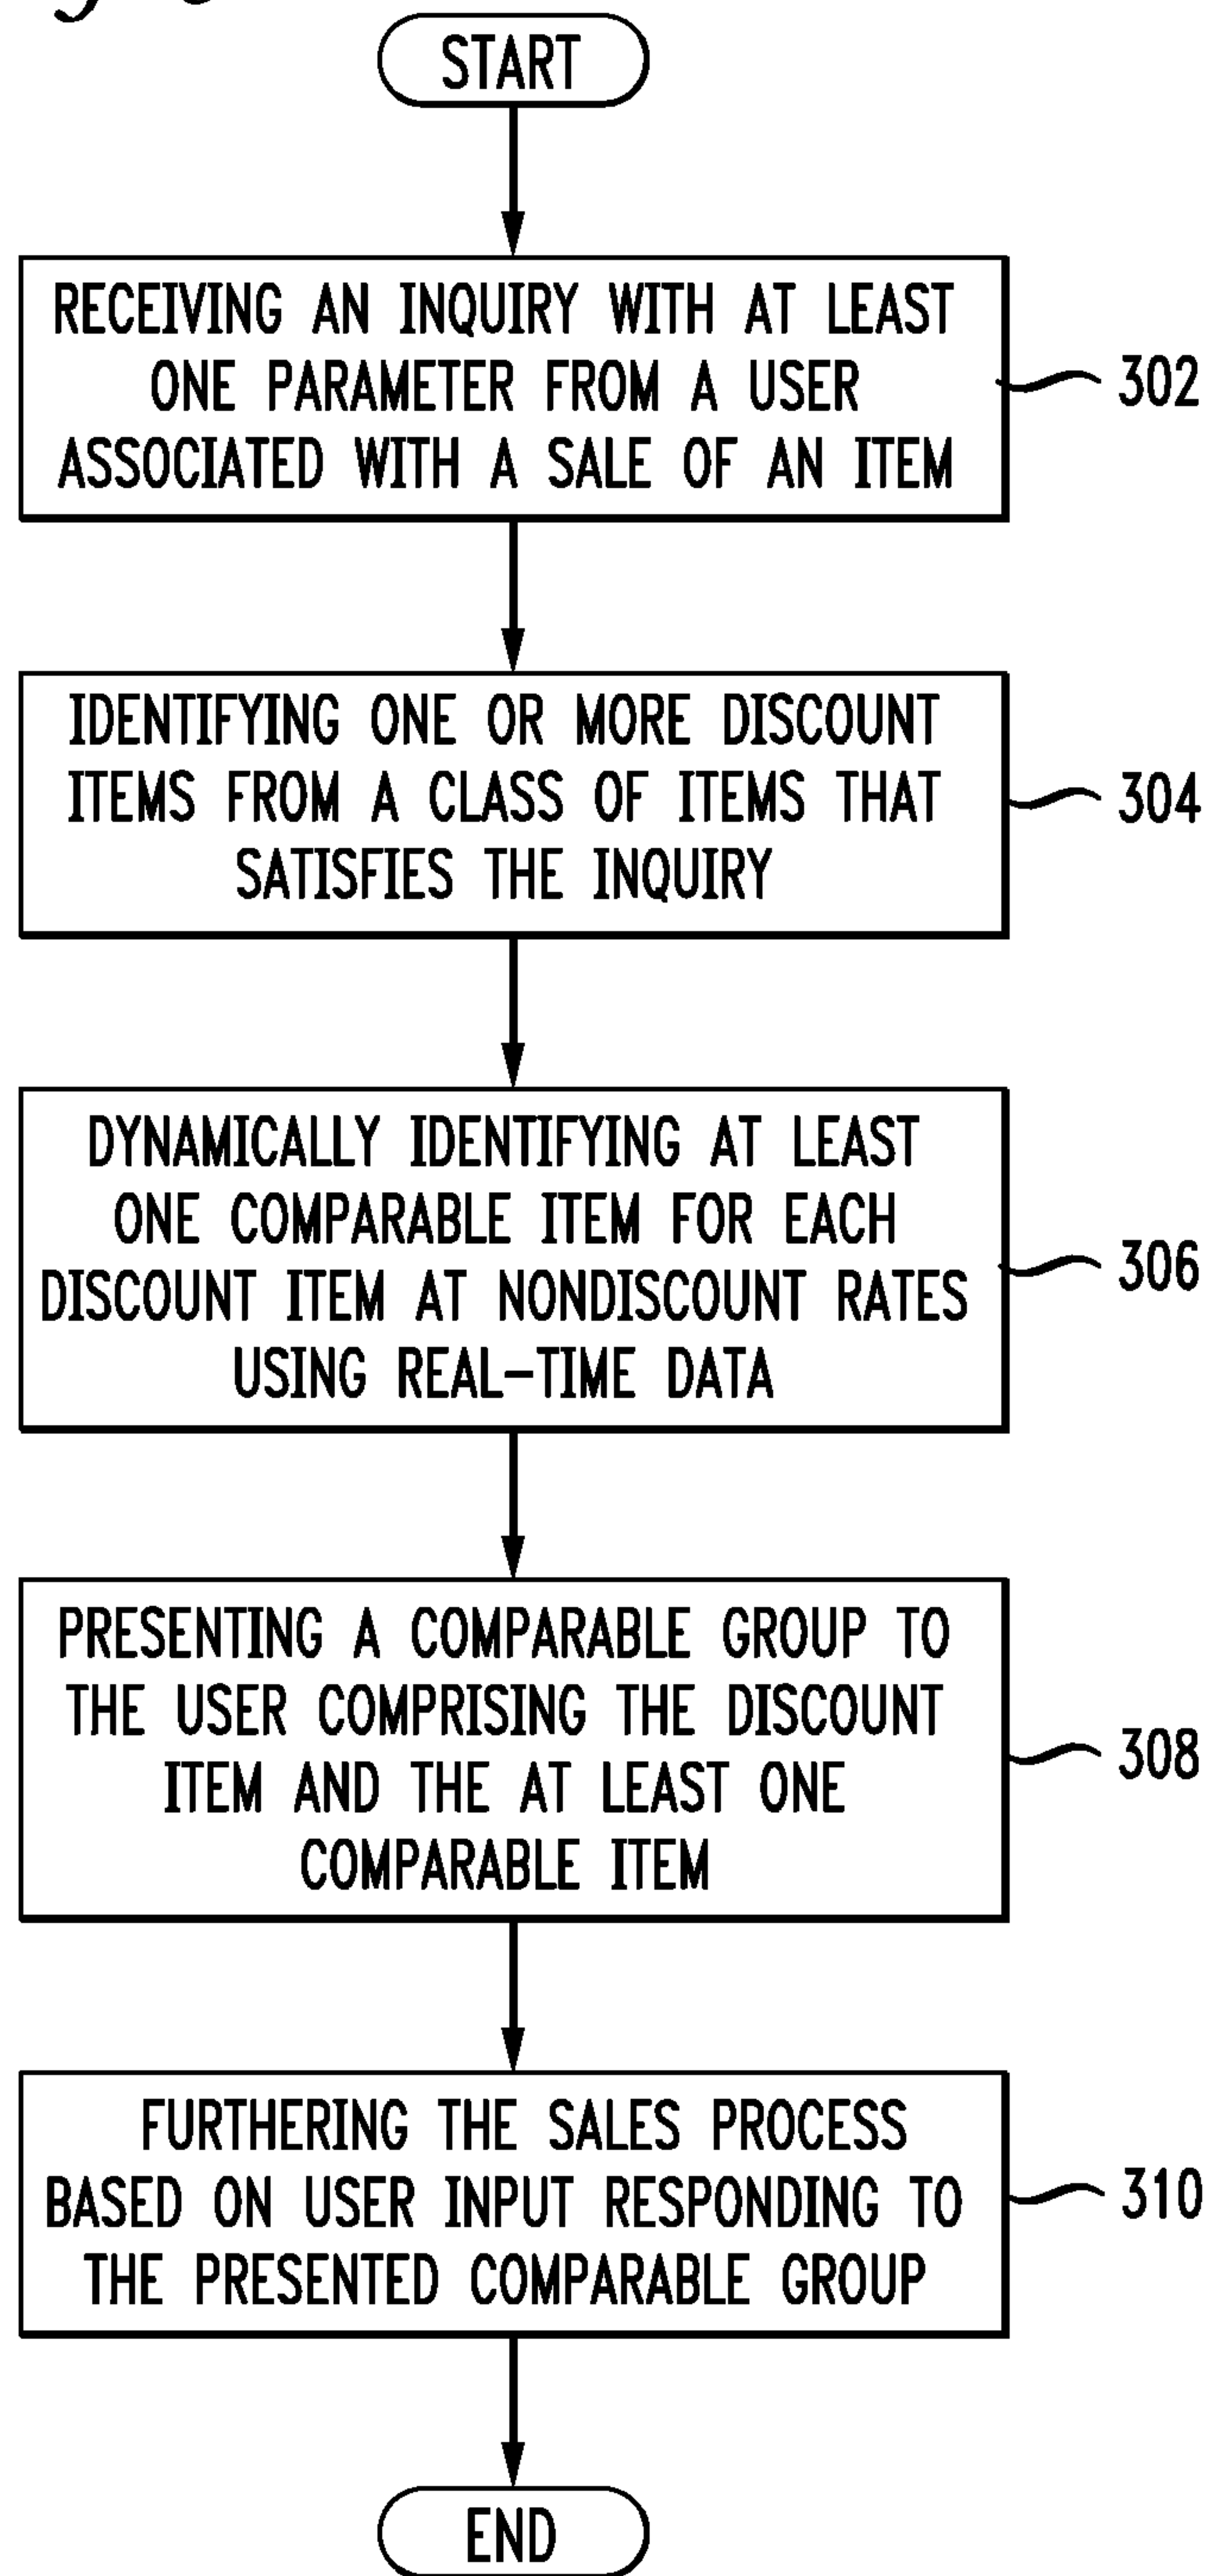 START
RECEIVING AN INQUIRY WITH AT LEAST
ONE PARAMETER FROM A USER
ASSOCIATED WITH A SALE OF AN ITEM
302
IDENTIFYING ONE OR MORE DISCOUNT
ITEMS FROM A CLASS OF ITEMS THAT
SATISFIES THE INQUIRY
304
DYNAMICALLY IDENTIFYING AT LEAST
ONE COMPARABLE ITEM FOR EACH
DISCOUNT ITEM AT NONDISCOUNT RATES
USING REAL-TIME DATA
306
PRESENTING A COMPARABLE GROUP TO
THE USER COMPRISING THE DISCOUNT
ITEM AND THE AT LEAST ONE
COMPARABLE ITEM
308
FURTHERING THE SALES PROCESS
BASED ON USER INPUT RESPONDING TO
THE PRESENTED COMPARABLE GROUP
310
END